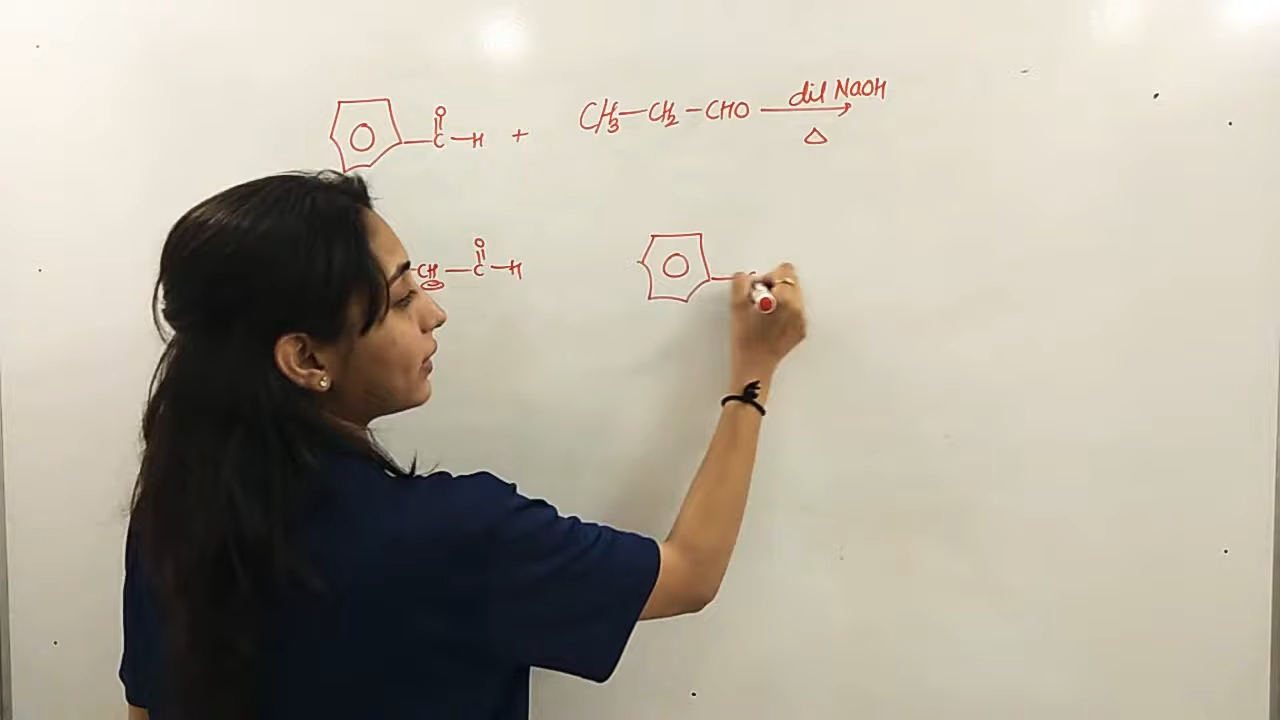 O
C—H + CH3—CH2—CHO dil NaOH
Δ
O
CH—C—H